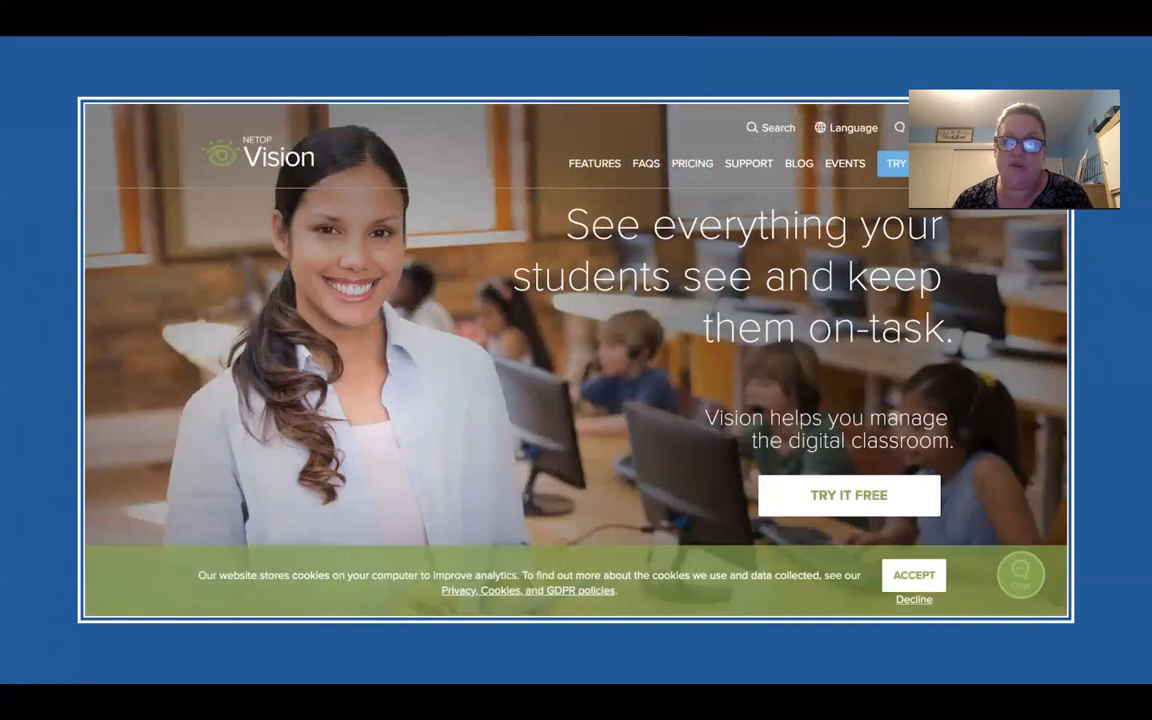 NETOP
Vision
Search
Language
FEATURES
FAQS
PRICING
SUPPORT
BLOG
EVENTS
TRY
See everything your
students see and keep
them on-task.
Vision helps you manage
the digital classroom.
TRY IT FREE
Our website stores cookies on your computer to improve analytics. To find out more about the cookies we use and data collected, see our
Privacy, Cookies, and GDPR policies.
ACCEPT
Decline
Chat